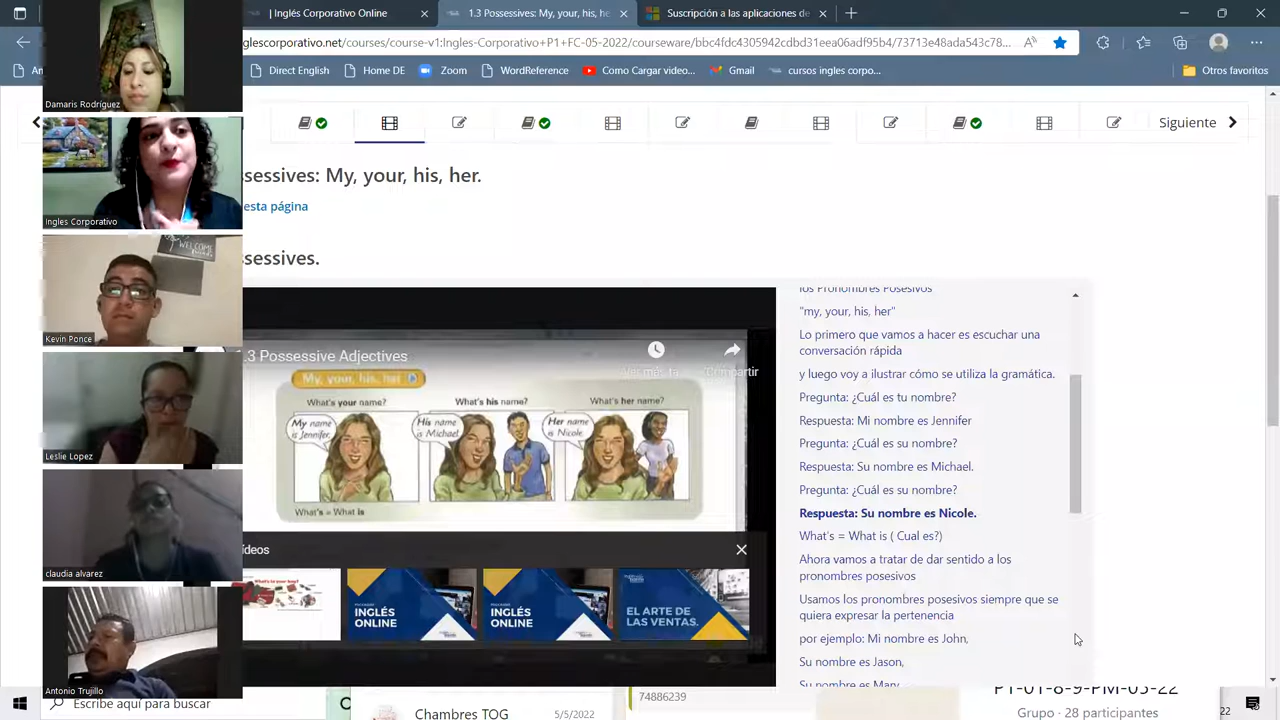 Inglés Corporativo Online
1.3 Possessives: My, your, his, he
Suscripción a las aplicaciones de
glescorporativo.net/courses/course-v1:Ingles-Corporativo+P1+FC-05-2022/courseware/bbc4fdc4305942cdbd31eea06adf95b4/73713e48ada543c78...
Direct English
Home DE
Zoom
WordReference
Como Cargar video...
Gmail
cursos ingles corpo...
Otros favoritos
Damaris Rodríguez
Siguiente
ssessives: My, your, his, her.
esta página
Ingles Corporativo
ssessives.
WELCOME
Kevin Ponce
los Pronombres Posesivos
"my, your, his, her"
Lo primero que vamos a hacer es escuchar una
conversación rápida
y luego voy a ilustrar cómo se utiliza la gramática.
Pregunta: ¿Cuál es tu nombre?
Respuesta: Mi nombre es Jennifer
Pregunta: ¿Cuál es su nombre?
Respuesta: Su nombre es Michael.
Pregunta: ¿Cuál es su nombre?
Respuesta: Su nombre es Nicole.
What's = What is ( Cual es?)
Ahora vamos a tratar de dar sentido a los
pronombres posesivos
Usamos los pronombres posesivos siempre que se
quiera expresar la pertenencia
por ejemplo: Mi nombre es John,
Su nombre es Jason,
Su nombre es Mary
.3 Possessive Adjectives
My, your, his, her
Compartir
What's your name?
What's his name?
What's her name?
My name
is Jennifer.
His name
is Michael.
Her name
is Nicole.
What's = What is
ídeos
INGLÉS
ONLINE
INGLÉS
ONLINE
EL ARTE DE
LAS VENTAS.
Leslie Lopez
claudia alvarez
Antonio Trujillo
Escribe aquí para buscar
Chambres TOG
5/5/2022
74886239
P1-01-8-9-PM-05-22
Grupo - 28 participantes
22